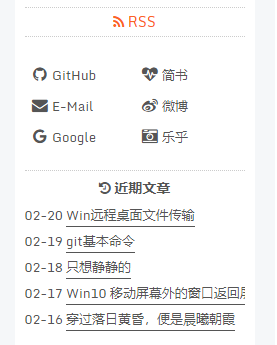 RSS
GitHub 简书
E-Mail 微博
Google 乐乎
近期文章
02-20 Win远程桌面文件传输
02-19 git基本命令
02-18 只想静静的
02-17 Win10 移动屏幕外的窗口返回
02-16 穿过落日黄昏，便是晨曦朝霞